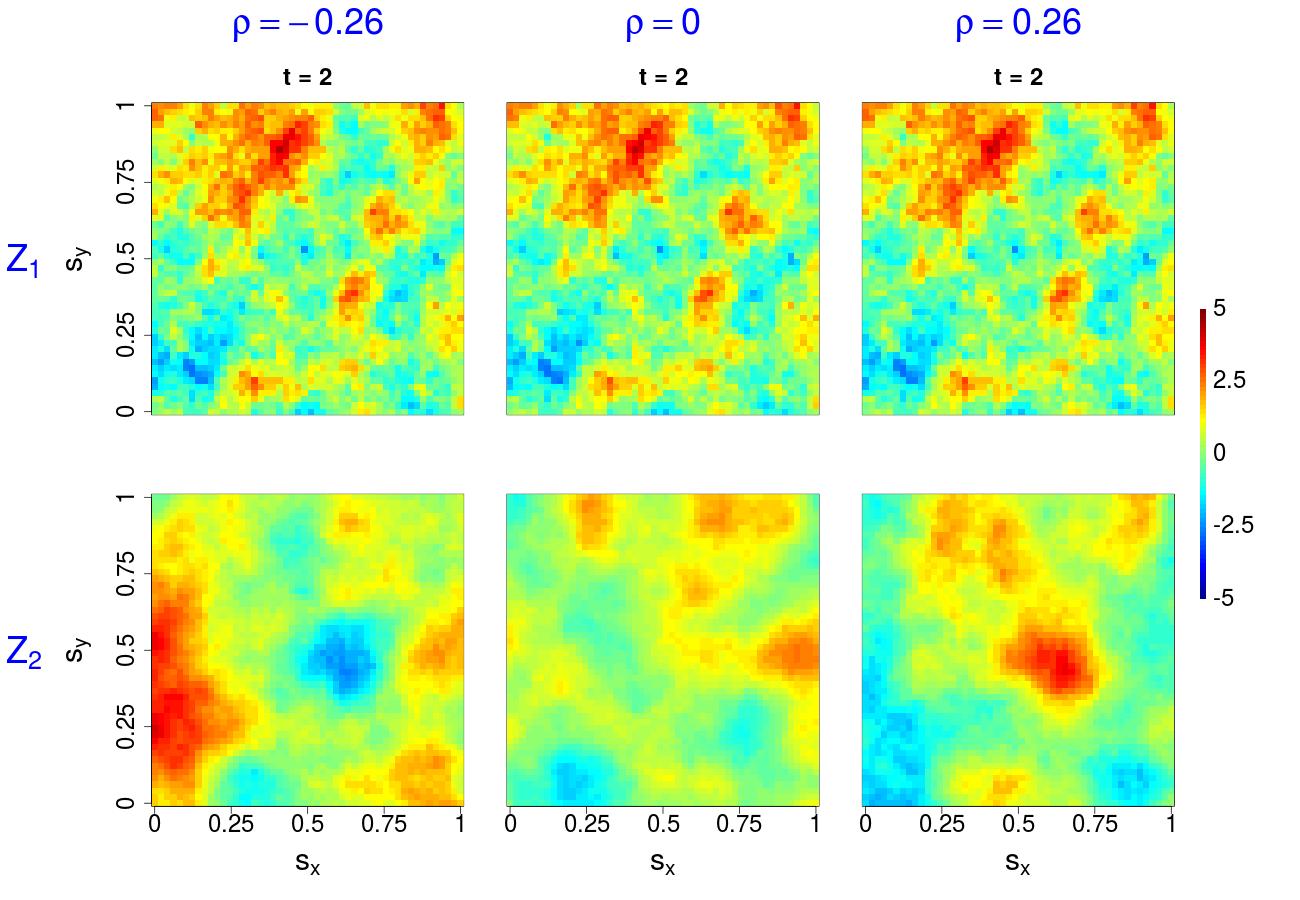 ρ = −0.26 ρ = 0 ρ = 0.26
t = 2 t = 2 t = 2
Z1
sy
1
0.75
0.5
0.25
0
5
2.5
0
-2.5
-5
Z2
sy
1
0.75
0.5
0.25
0
0 0.25 0.5 0.75 1 0 0.25 0.5 0.75 1 0 0.25 0.5 0.75 1
sx sx sx